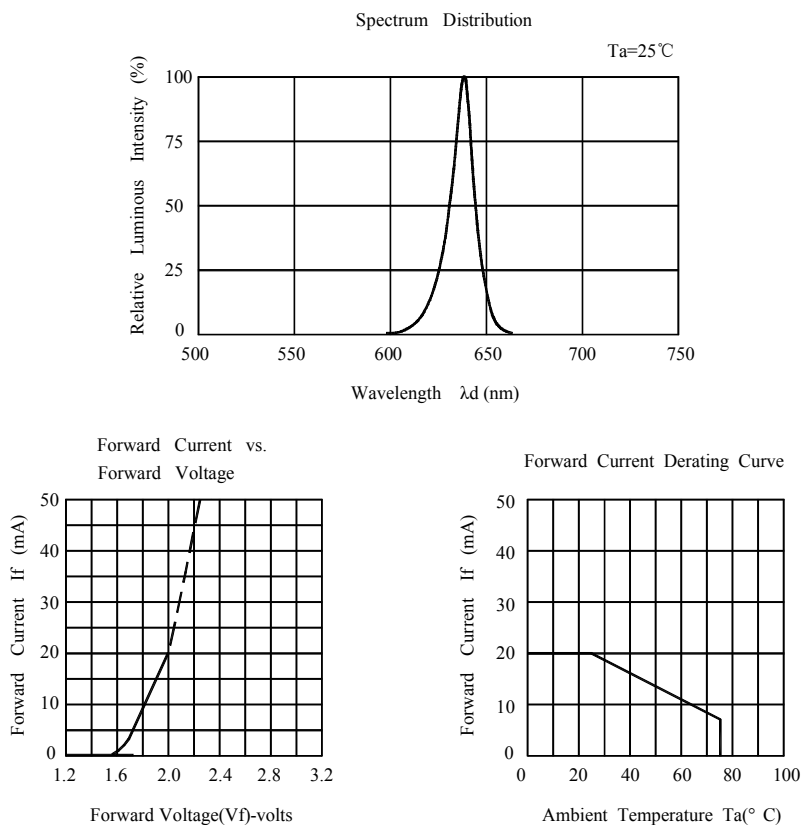 Spectrum Distribution
Ta=25℃
Relative Luminous Intensity (%)
100
75
50
25
0
500 550 600 650 700 750
Wavelength λd (nm)
Forward Current vs.
Forward Voltage
Forward Current If (mA)
50
40
30
20
10
0
1.2 1.6 2.0 2.4 2.8 3.2
Forward Voltage(Vf)-volts
Forward Current Derating Curve
Forward Current If (mA)
50
40
30
20
10
0
0 20 40 60 80 100
Ambient Temperature Ta(° C)